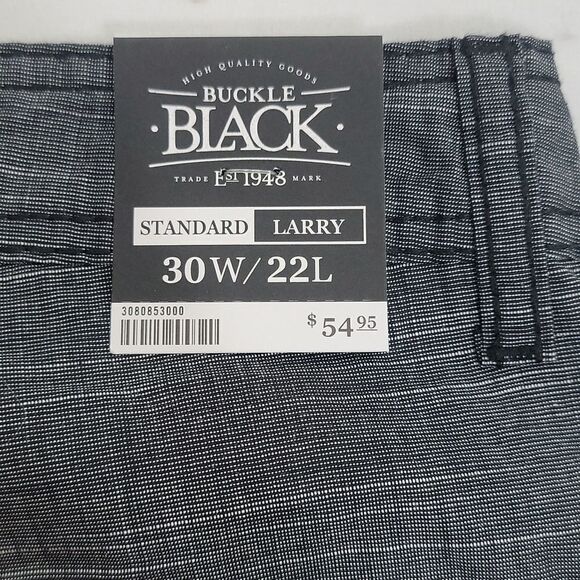 HIGH QUALITY GOODS
BUCKLE
·BLACK·
TRADE EST 1948 MARK
STANDARD LARRY
30W/22L
3080853000
$54.95